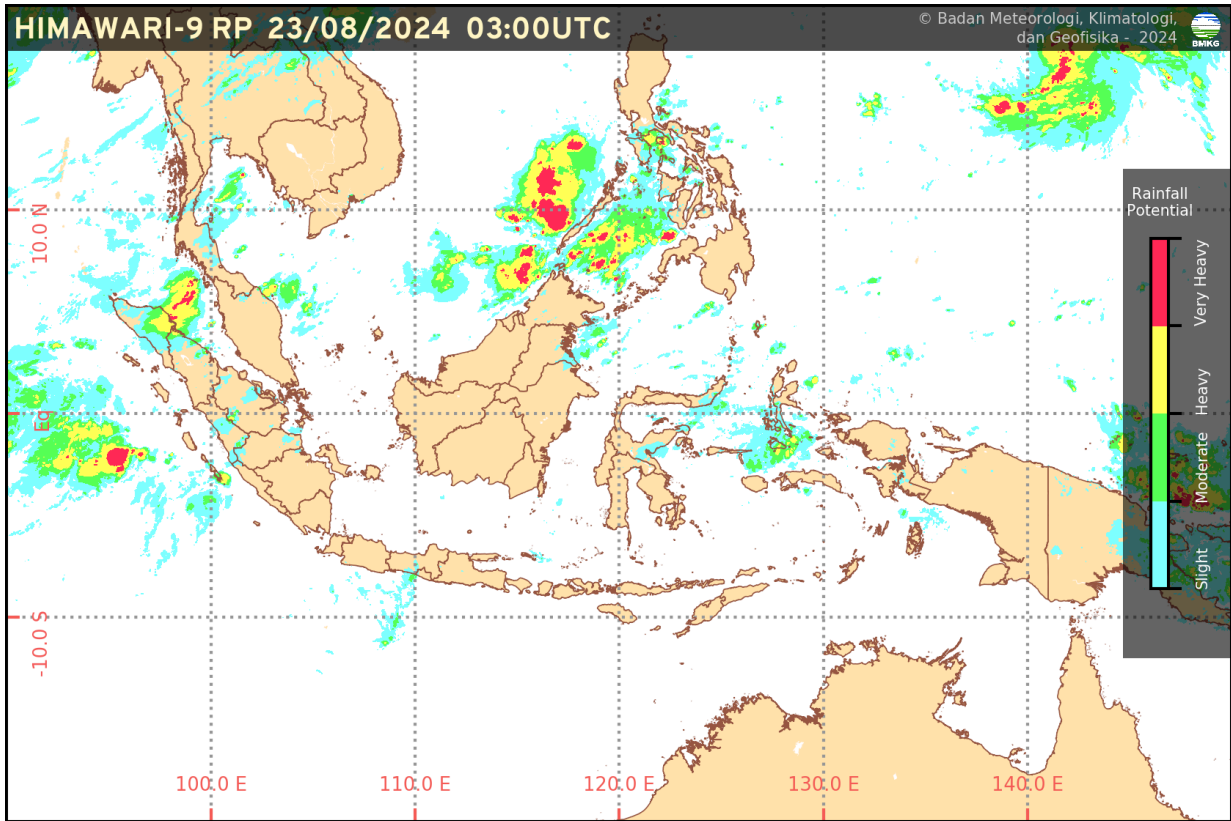 HIMAWARI-9 RP 23/08/2024 03:00UTC
© Badan Meteorologi, Klimatologi,
dan Geofisika - 2024
BMKG
Rainfall
Potential
Very Heavy
Heavy
Moderate
Slight
10.0 N
Eq
-10.0 S
100.0 E
110.0 E
120.0 E
130.0 E
140.0 E